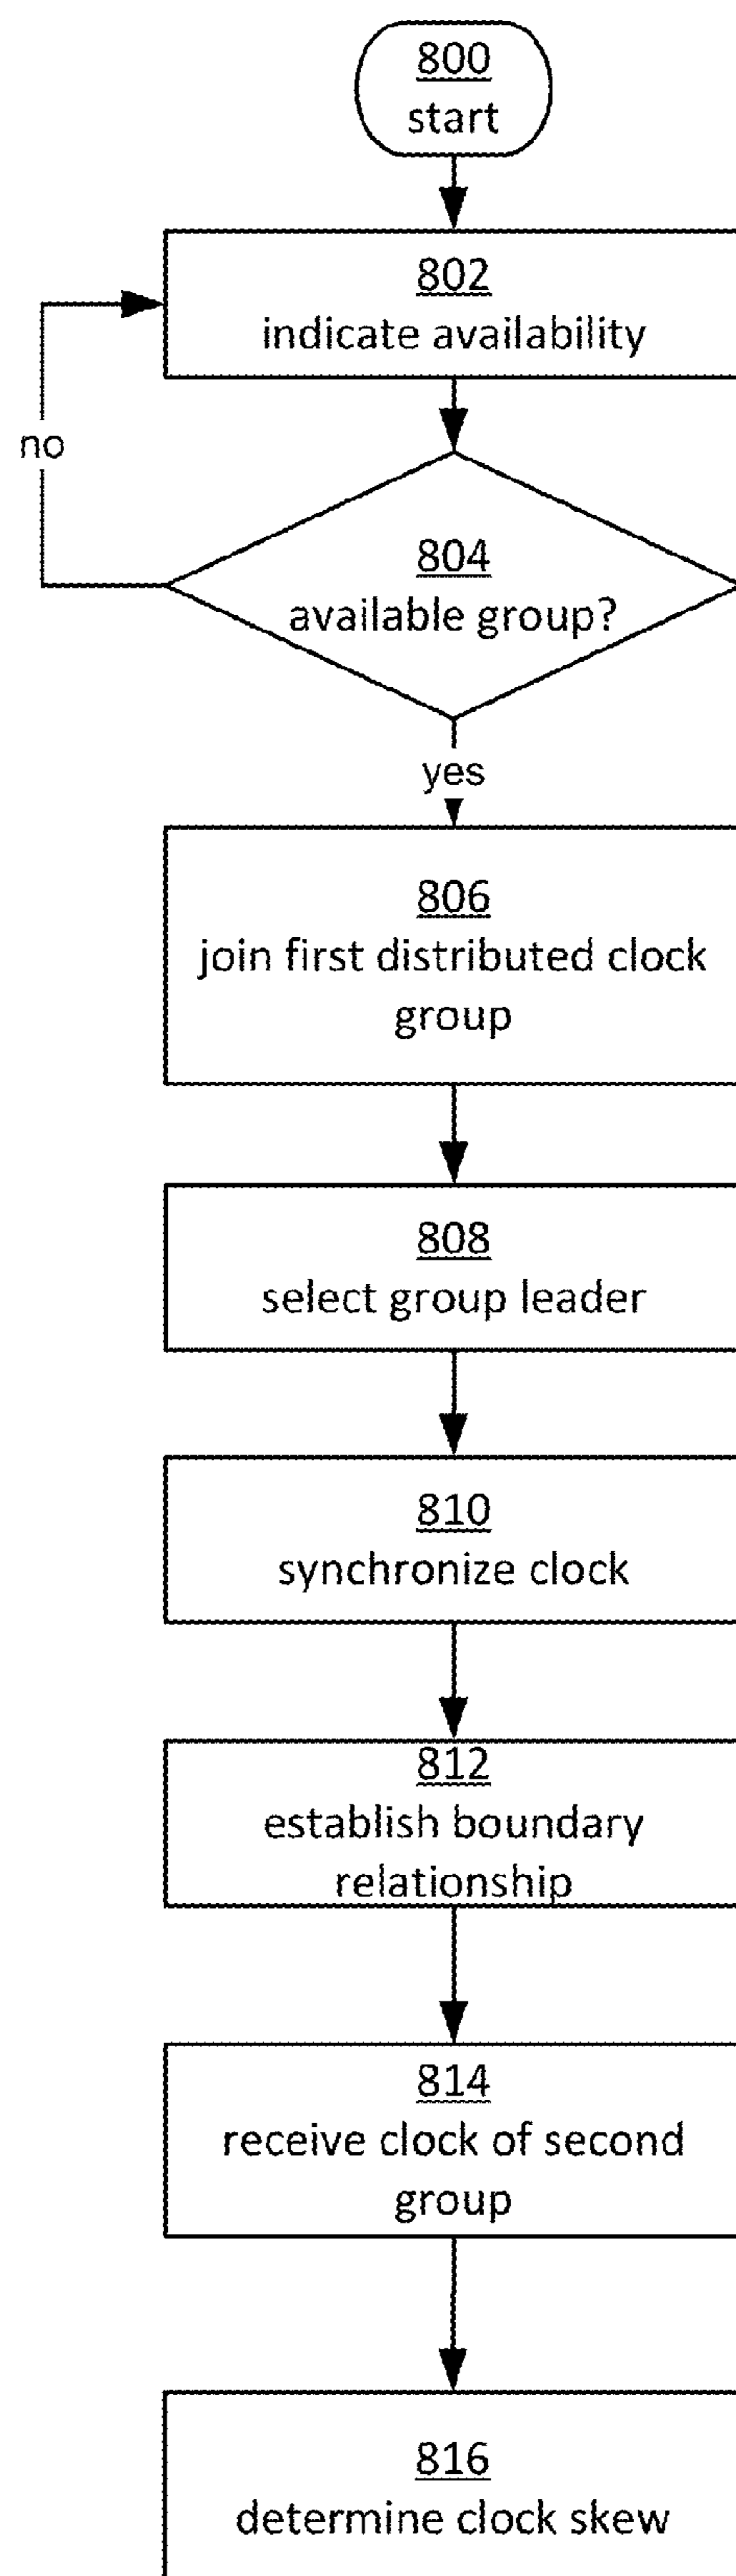 800
start
802
indicate availability
no
804
available group?
yes
806
join first distributed clock
group
808
select group leader
810
synchronize clock
812
establish boundary
relationship
814
receive clock of second
group
816
determine clock skew